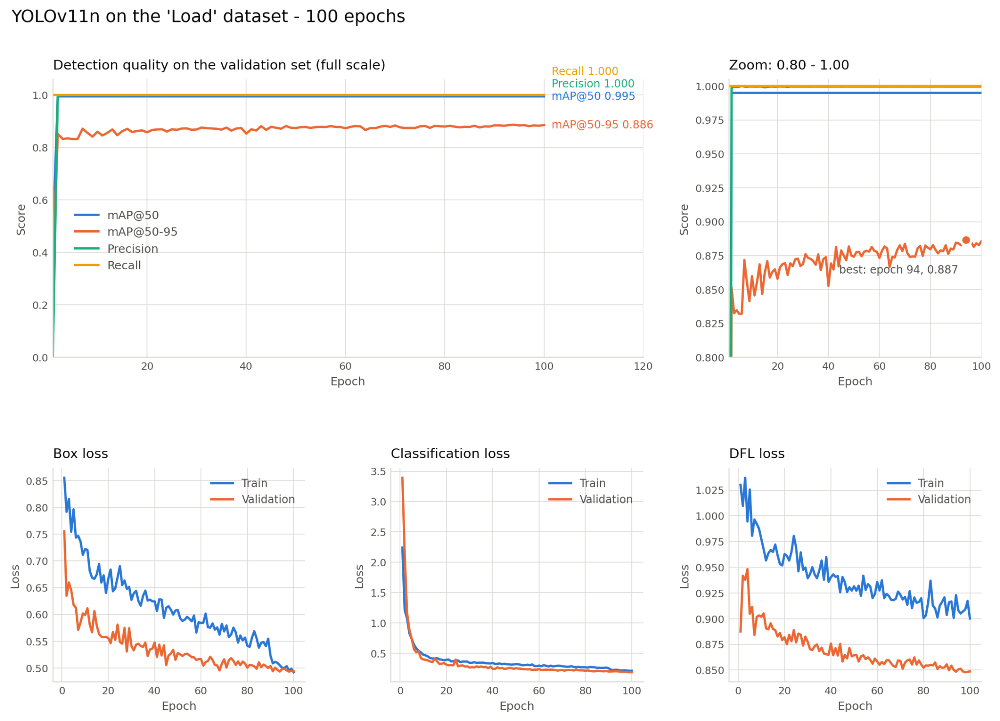 YOLOv11n on the 'Load' dataset - 100 epochs
Detection quality on the validation set (full scale)
Recall 1.000
Precision 1.000
mAP@50 0.995
mAP@50-95 0.886
1.0
0.8
0.6
0.4
0.2
0.0
Score
mAP@50
mAP@50-95
Precision
Recall
20 40 60 80 100 120
Epoch
Zoom: 0.80 - 1.00
1.000
0.975
0.950
0.925
0.900
0.875
0.850
0.825
0.800
Score
best: epoch 94, 0.887
20 40 60 80 100
Epoch
Box loss
0.85
0.80
0.75
0.70
0.65
0.60
0.55
0.50
Loss
Train
Validation
0 20 40 60 80 100
Epoch
Classification loss
3.5
3.0
2.5
2.0
1.5
1.0
0.5
Loss
Train
Validation
0 20 40 60 80 100
Epoch
DFL loss
1.025
1.000
0.975
0.950
0.925
0.900
0.875
0.850
Loss
Train
Validation
0 20 40 60 80 100
Epoch